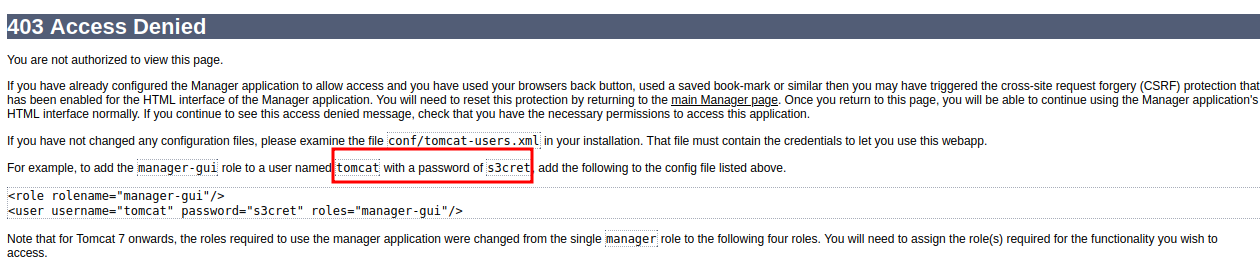 403 Access Denied
You are not authorized to view this page.
If you have already configured the Manager application to allow access and you have used your browsers back button, used a saved book-mark or similar then you may have triggered the cross-site request forgery (CSRF) protection that
has been enabled for the HTML interface of the Manager application. You will need to reset this protection by returning to the main Manager page. Once you return to this page, you will be able to continue using the Manager application's
HTML interface normally. If you continue to see this access denied message, check that you have the necessary permissions to access this application.
If you have not changed any configuration files, please examine the file conf/tomcat-users.xml in your installation. That file must contain the credentials to let you use this webapp.
For example, to add the manager-gui role to a user named tomcat with a password of s3cret, add the following to the config file listed above.
<role rolename="manager-gui"/>
<user username="tomcat" password="s3cret" roles="manager-gui"/>
Note that for Tomcat 7 onwards, the roles required to use the manager application were changed from the single manager role to the following four roles. You will need to assign the role(s) required for the functionality you wish to
access.